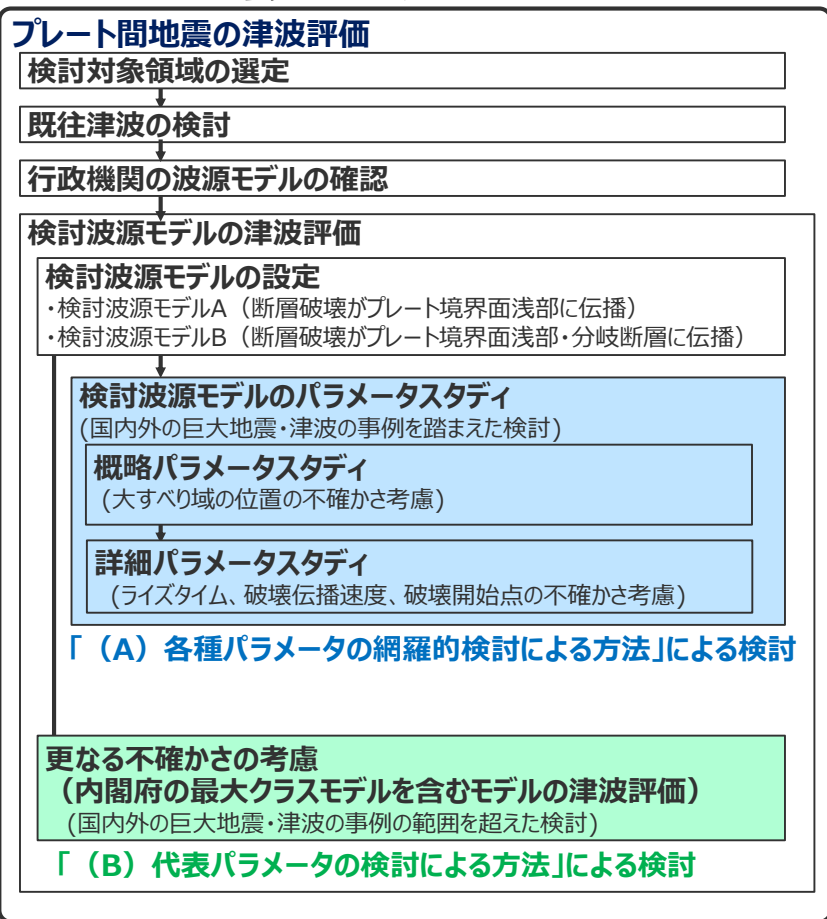 プレート間地震の津波評価
検討対象領域の選定
既往津波の検討
行政機関の波源モデルの確認
検討波源モデルの津波評価
検討波源モデルの設定
・検討波源モデルA（断層破壊がプレート境界面浅部に伝播）
・検討波源モデルB（断層破壊がプレート境界面浅部・分岐断層に伝播）
検討波源モデルのパラメータスタディ
(国内外の巨大地震・津波の事例を踏まえた検討)
概略パラメータスタディ
(大すべり域の位置の不確かさ考慮)
詳細パラメータスタディ
(ライズタイム、破壊伝播速度、破壊開始点の不確かさ考慮)
「（A）各種パラメータの網羅的検討による方法」による検討
更なる不確かさの考慮
（内閣府の最大クラスモデルを含むモデルの津波評価）
(国内外の巨大地震・津波の事例の範囲を超えた検討)
「（B）代表パラメータの検討による方法」による検討